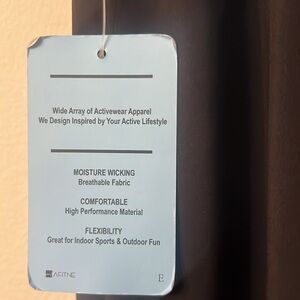 Wide Array of Activewear Apparel
We Design Inspired by Your Active Lifestyle
MOISTURE WICKING
Breathable Fabric
COMFORTABLE
High Performance Material
FLEXIBILITY
Great for Indoor Sports & Outdoor Fun
AFITNE
E